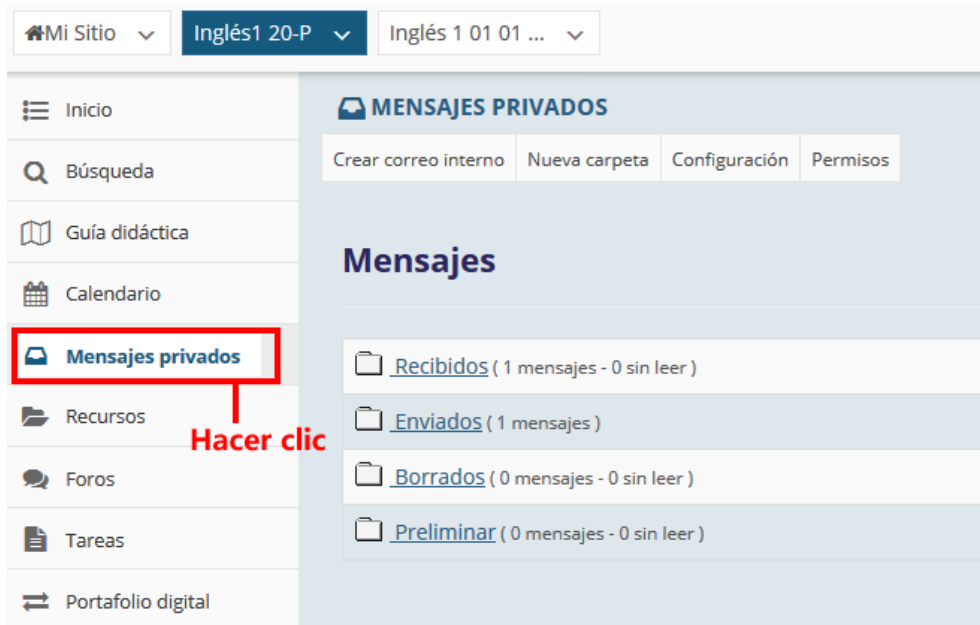 Mi Sitio
Inglés1 20-P
Inglés 1 01 01 ...
Inicio
Búsqueda
Guía didáctica
Calendario
Mensajes privados
Hacer clic
Recursos
Foros
Tareas
Portafolio digital
MENSAJES PRIVADOS
Crear correo interno Nueva carpeta Configuración Permisos
Mensajes
Recibidos ( 1 mensajes - 0 sin leer )
Enviados ( 1 mensajes )
Borrados ( 0 mensajes - 0 sin leer )
Preliminar ( 0 mensajes - 0 sin leer )